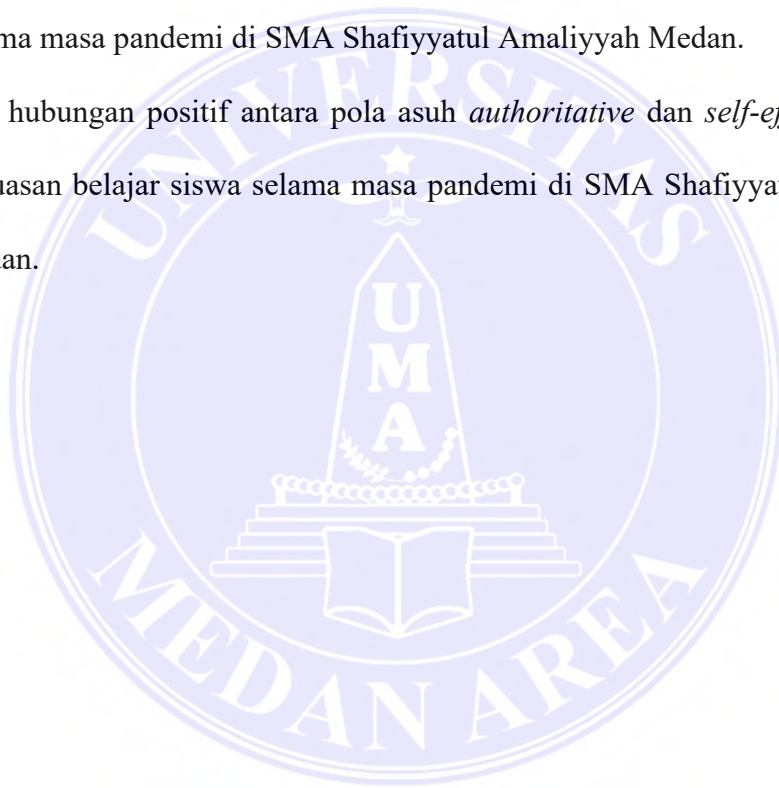 ma masa pandemi di SMA Shafiyyatul Amaliyyah Medan.
hubungan positif antara pola asuh authoritative dan self-ef
uasan belajar siswa selama masa pandemi di SMA Shafiyyat
an.
UNIVERSITAS
UMA
MEDAN AREA